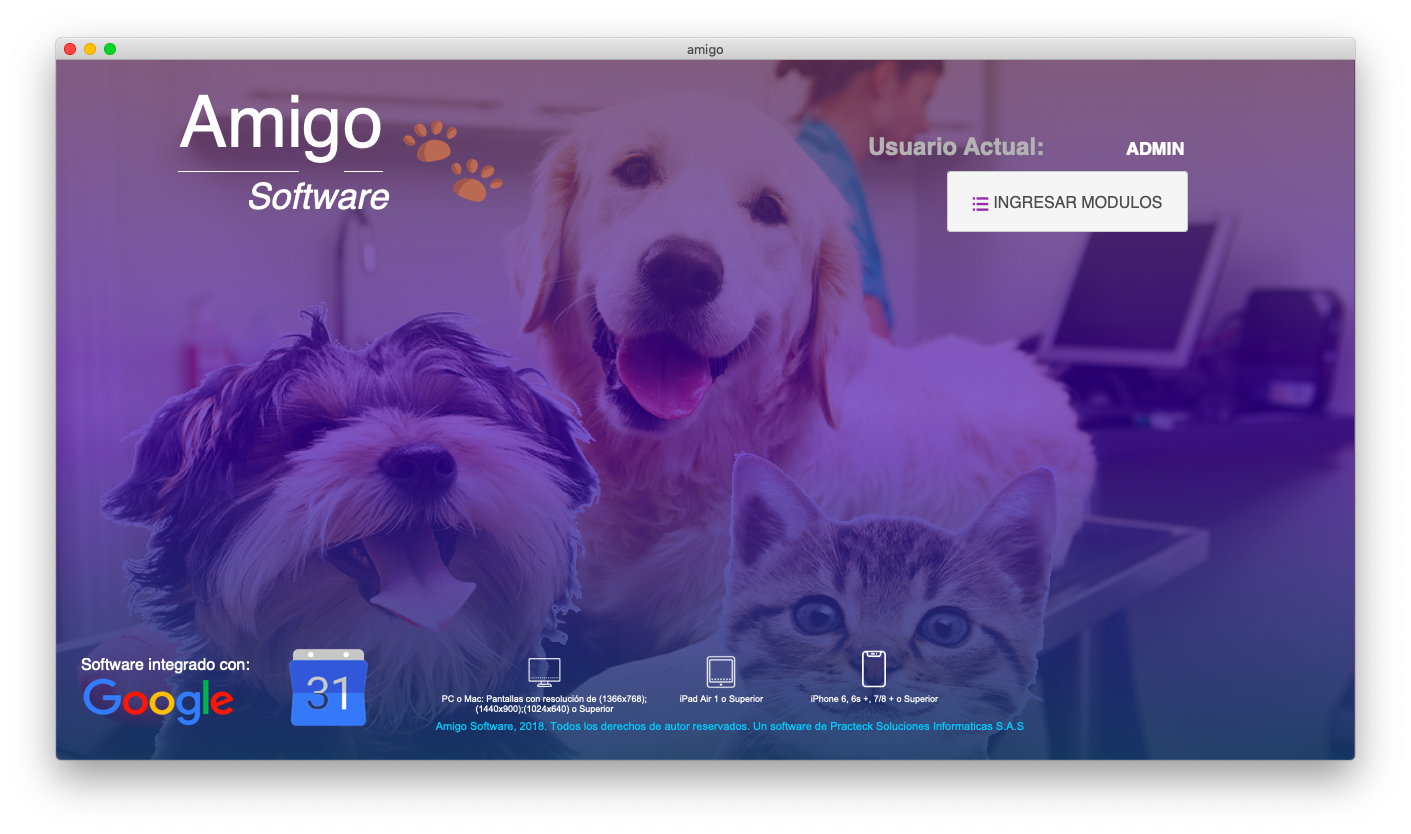 amigo
Amigo
Software
Usuario Actual:
ADMIN
INGRESAR MODULOS
Software integrado con:
Google
31
PC o Mac: Pantallas con resolución de (1366x768);
(1440x900);(1024x640) o Superior
iPad Air 1 o Superior
iPhone 6, 6s +, 7/8 + o Superior
Amigo Software, 2018. Todos los derechos de autor reservados. Un software de Practeck Soluciones Informaticas S.A.S